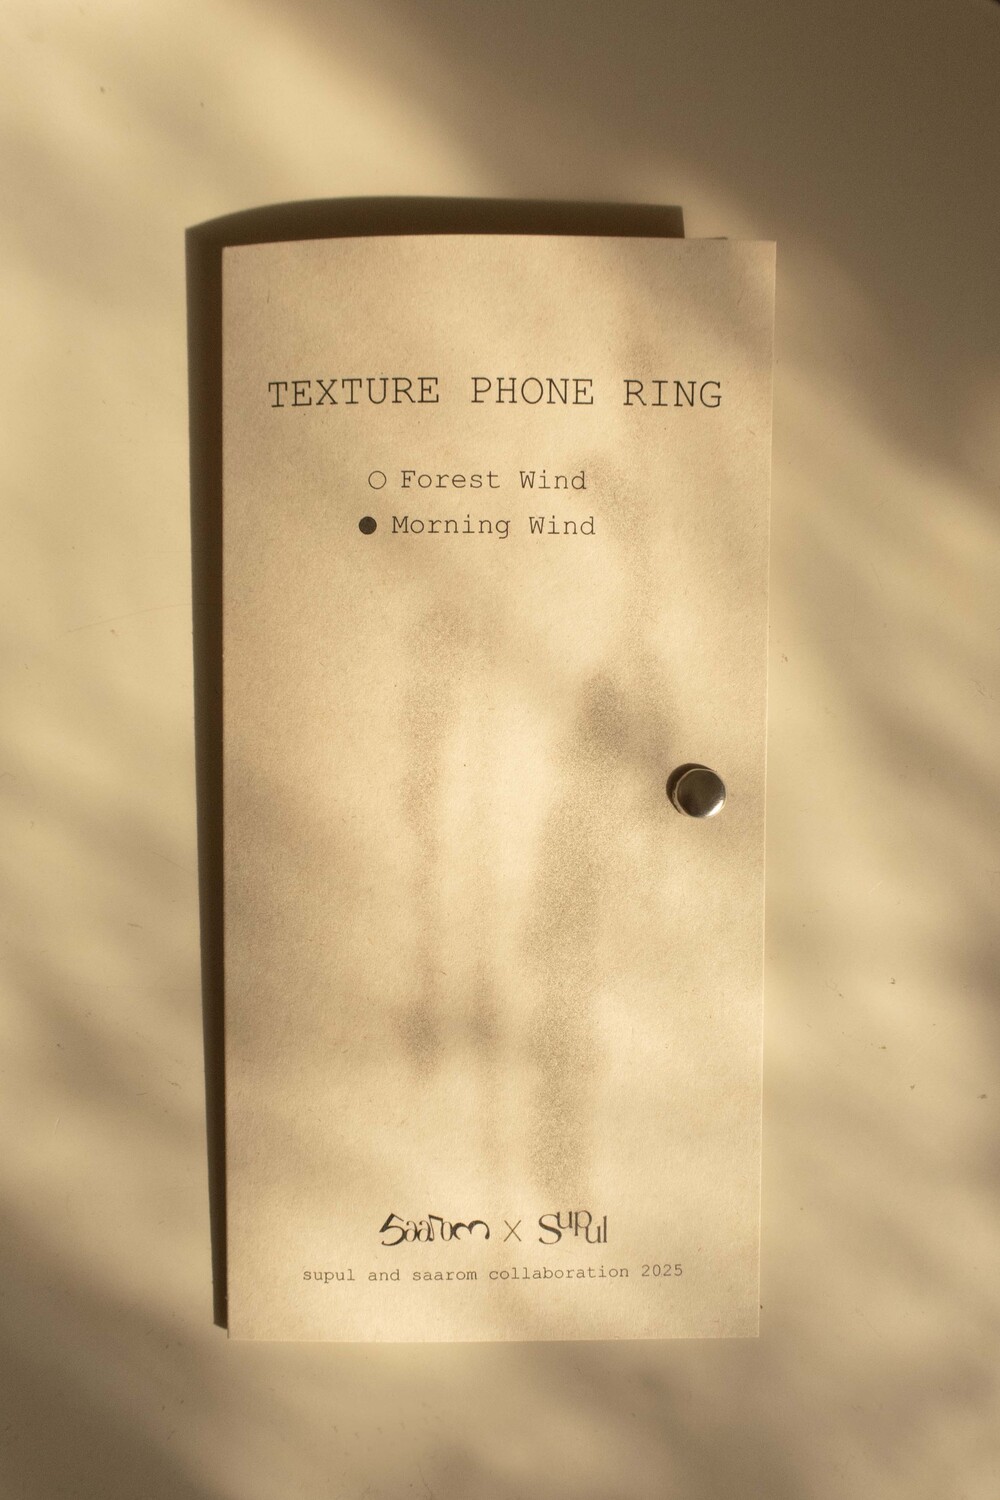 TEXTURE PHONE RING
Forest Wind
Morning Wind
Saarom X Supul
supul and saarom collaboration 2025